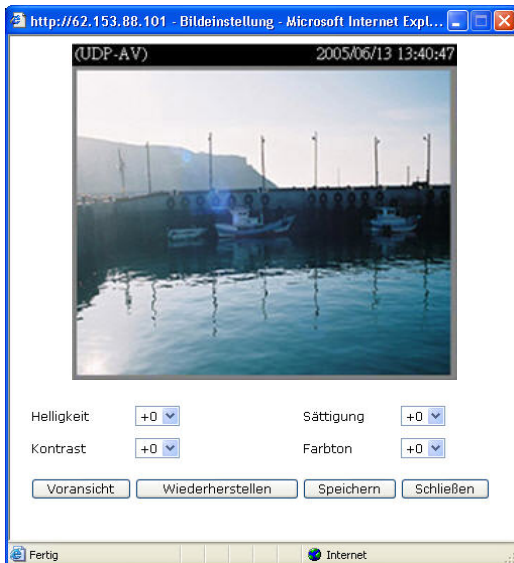 http://62.153.88.101 - Bildeinstellung - Microsoft Internet Expl...
(UDP-AV) 2005/06/13 13:40:47
Helligkeit +0 Sättigung +0
Kontrast +0 Farbton +0
Voransicht Wiederherstellen Speichern Schließen
Fertig Internet